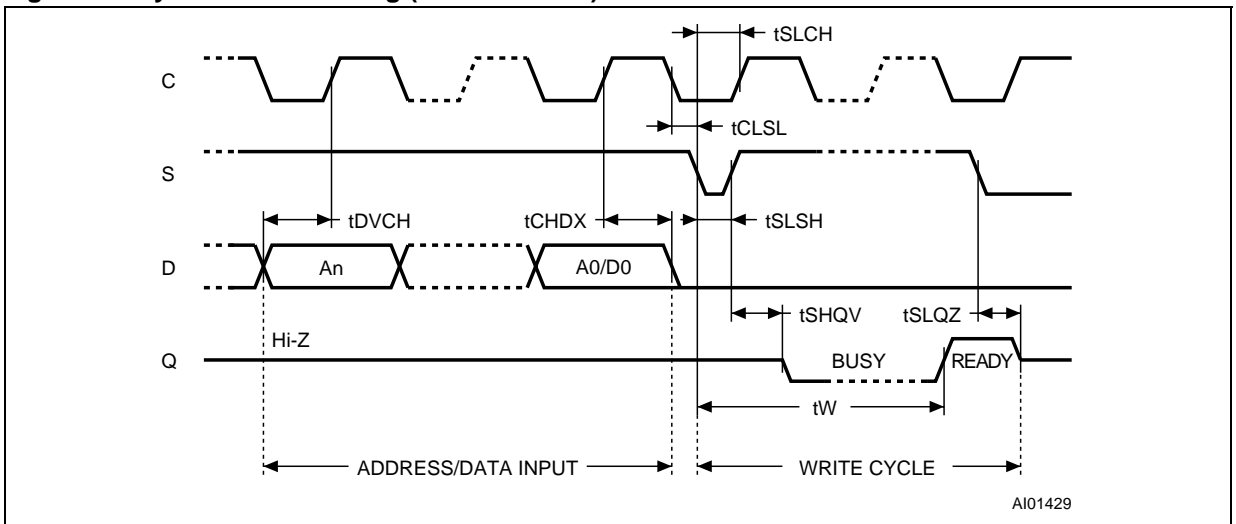 tSLCH
C
tCLSL
S
tDVCH
tCHDX
tSLSH
D
An
A0/D0
tSHQV
tSLQZ
Hi-Z
Q
BUSY
READY
tW
ADDRESS/DATA INPUT
WRITE CYCLE
AI01429